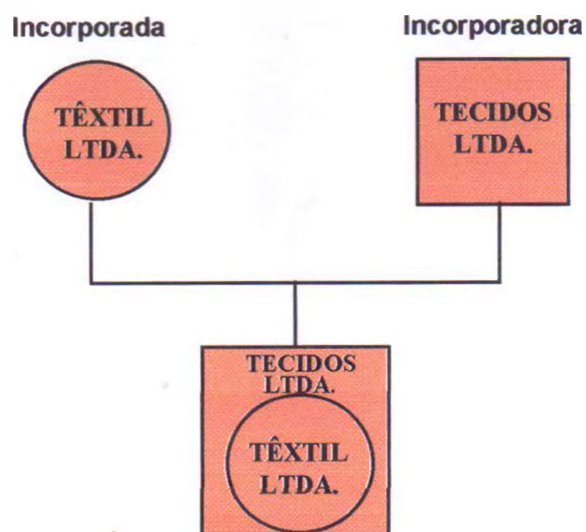 Incorporada
Incorporadora
TÊXTIL
LTDA.
TECIDOS
LTDA.
TECIDOS
LTDA.
TÊXTIL
LTDA.